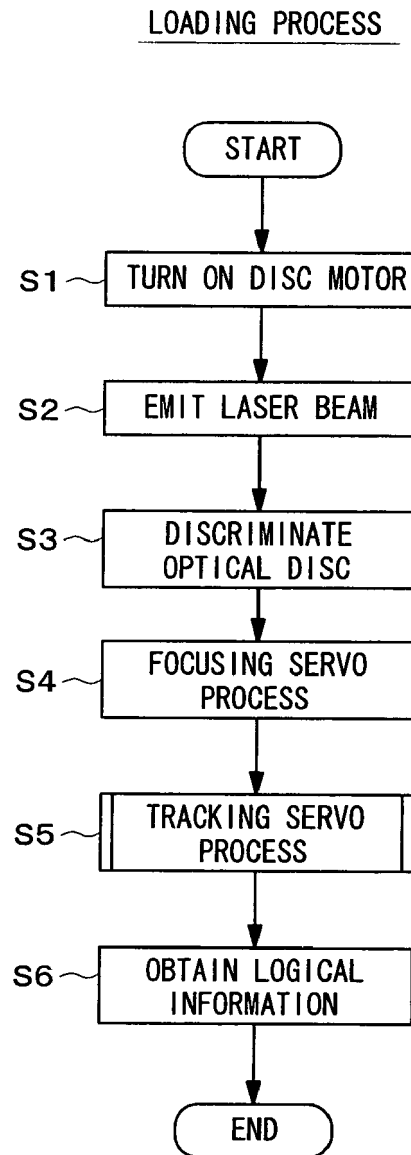 LOADING PROCESS
START
S1 TURN ON DISC MOTOR
S2 EMIT LASER BEAM
S3 DISCRIMINATE
OPTICAL DISC
S4 FOCUSING SERVO
PROCESS
S5 TRACKING SERVO
PROCESS
S6 OBTAIN LOGICAL
INFORMATION
END